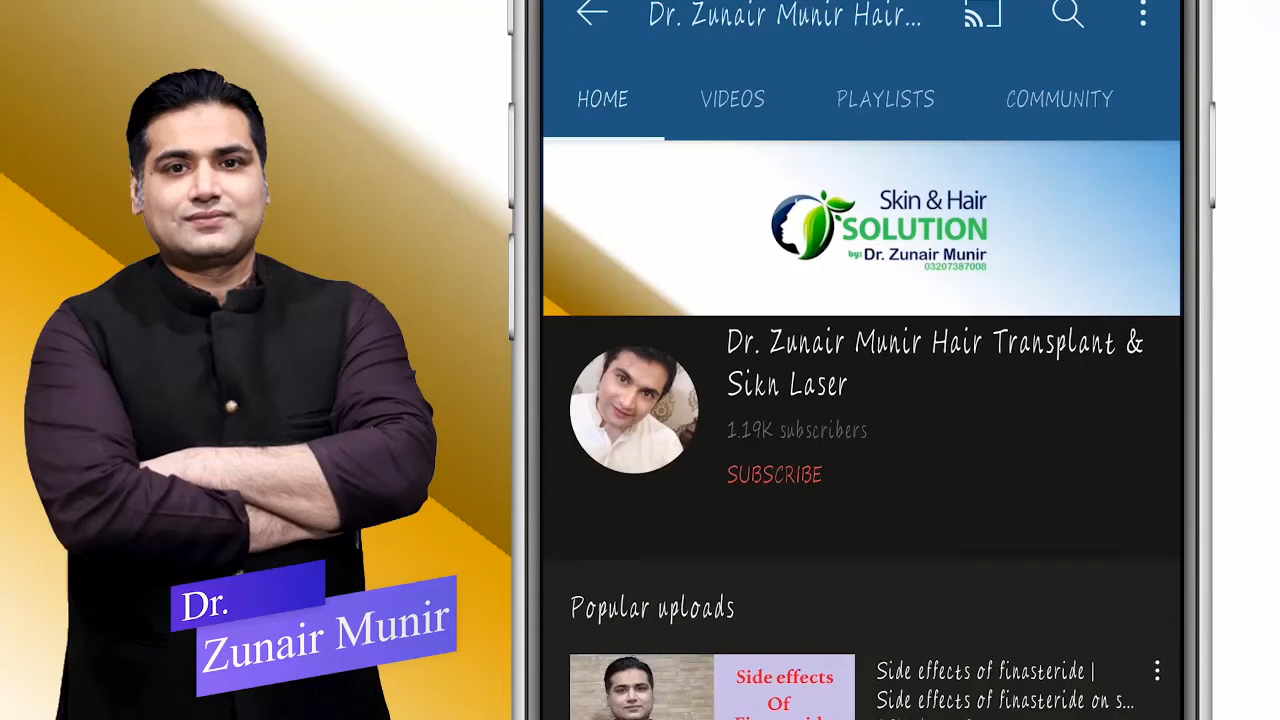 Dr. Zunair Munir Hair...
HOME VIDEOS PLAYLISTS COMMUNITY
Skin & Hair
SOLUTION
by: Dr. Zunair Munir
03207387008
Dr. Zunair Munir Hair Transplant &
Sikn Laser
1.19K subscribers
SUBSCRIBE
Popular uploads
Side effects
Of
Side effects of finasteride |
Side effects of finasteride on s...
Dr.
Zunair Munir